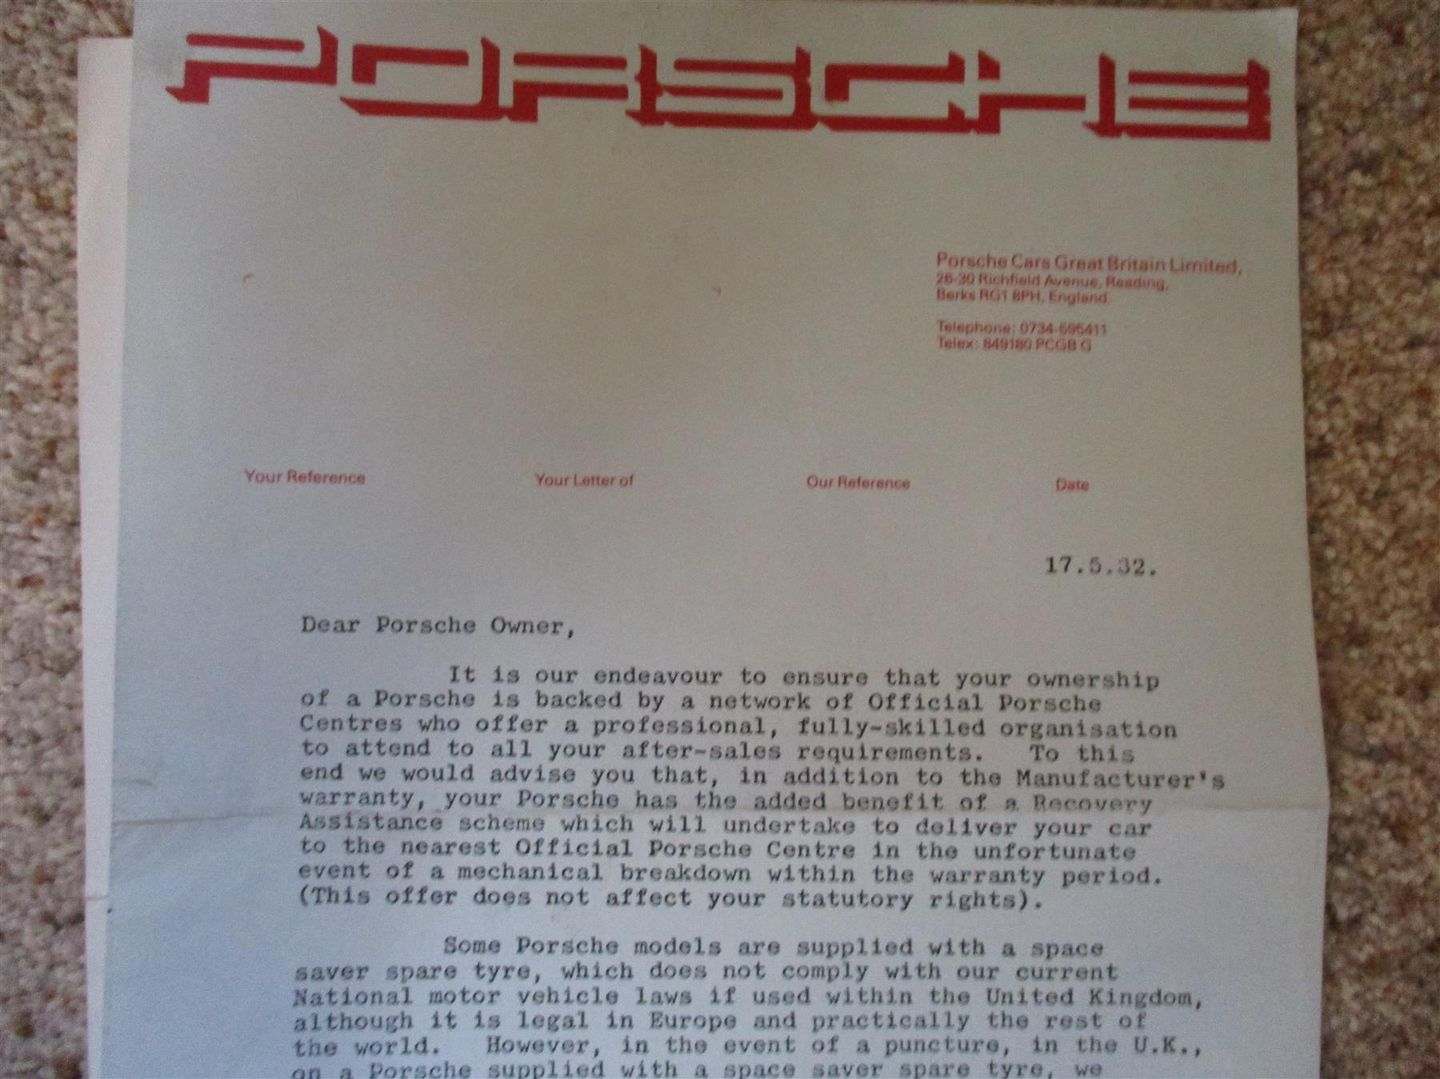 PORSCHE
Porsche Cars Great Britain Limited,
26-30 Richfield Avenue, Reading,
Berks RG1 8PH, England.
Telephone: 0734-595411
Telex: 849180 PCGB G
Your Reference Your Letter of Our Reference Date
17.5.82.
Dear Porsche Owner,
It is our endeavour to ensure that your ownership
of a Porsche is backed by a network of Official Porsche
Centres who offer a professional, fully-skilled organisation
to attend to all your after-sales requirements. To this
end we would advise you that, in addition to the Manufacturer's
warranty, your Porsche has the added benefit of a Recovery
Assistance scheme which will undertake to deliver your car
to the nearest Official Porsche Centre in the unfortunate
event of a mechanical breakdown within the warranty period.
(This offer does not affect your statutory rights).
Some Porsche models are supplied with a space
saver spare tyre, which does not comply with our current
National motor vehicle laws if used within the United Kingdom,
although it is legal in Europe and practically the rest of
the world. However, in the event of a puncture, in the U.K.,
on a Porsche supplied with a space saver spare tyre, we